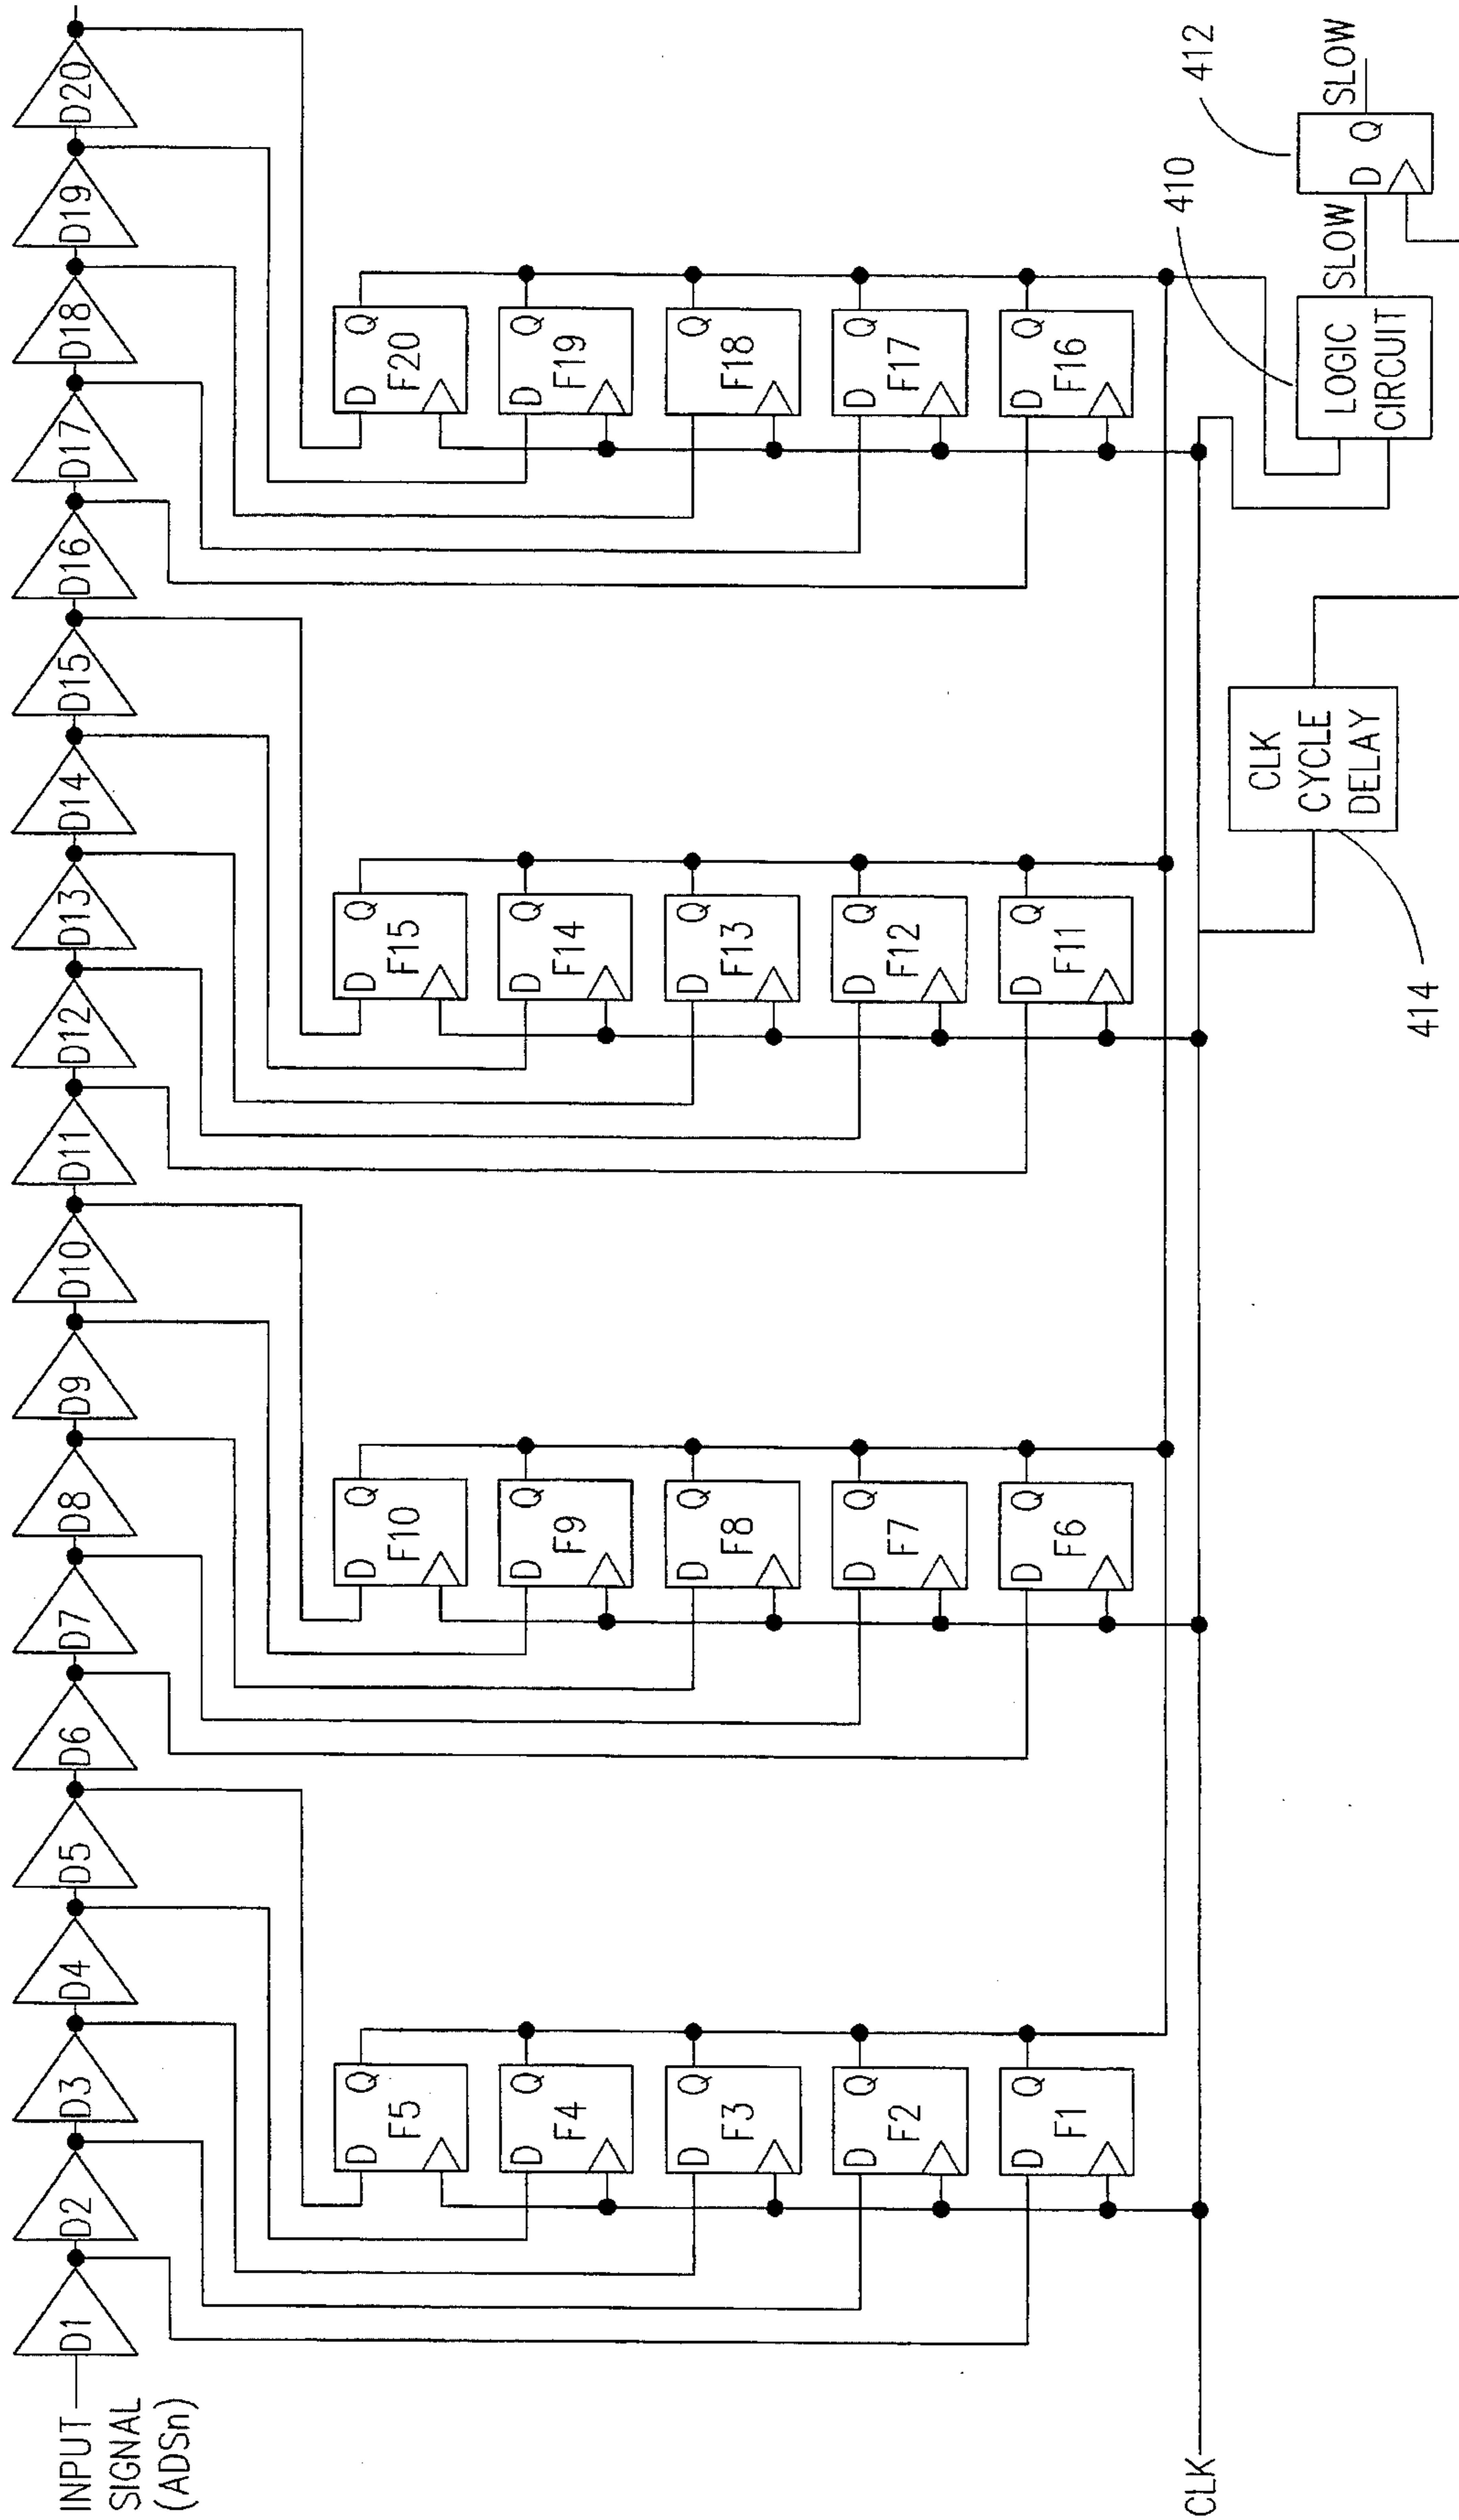 INPUT
SIGNAL
(ADSn)
D1
D2
D3
D4
D5
D6
D7
D8
D9
D10
D11
D12
D13
D14
D15
D16
D17
D18
D19
D20
D Q
F5
D Q
F4
D Q
F3
D Q
F2
D Q
F1
D Q
F10
D Q
F9
D Q
F8
D Q
F7
D Q
F6
D Q
F15
D Q
F14
D Q
F13
D Q
F12
D Q
F11
D Q
F20
D Q
F19
D Q
F18
D Q
F17
D Q
F16
CLK
CLK
CYCLE
DELAY
414
LOGIC
CIRCUIT
410
SLOW
D Q
412
SLOW